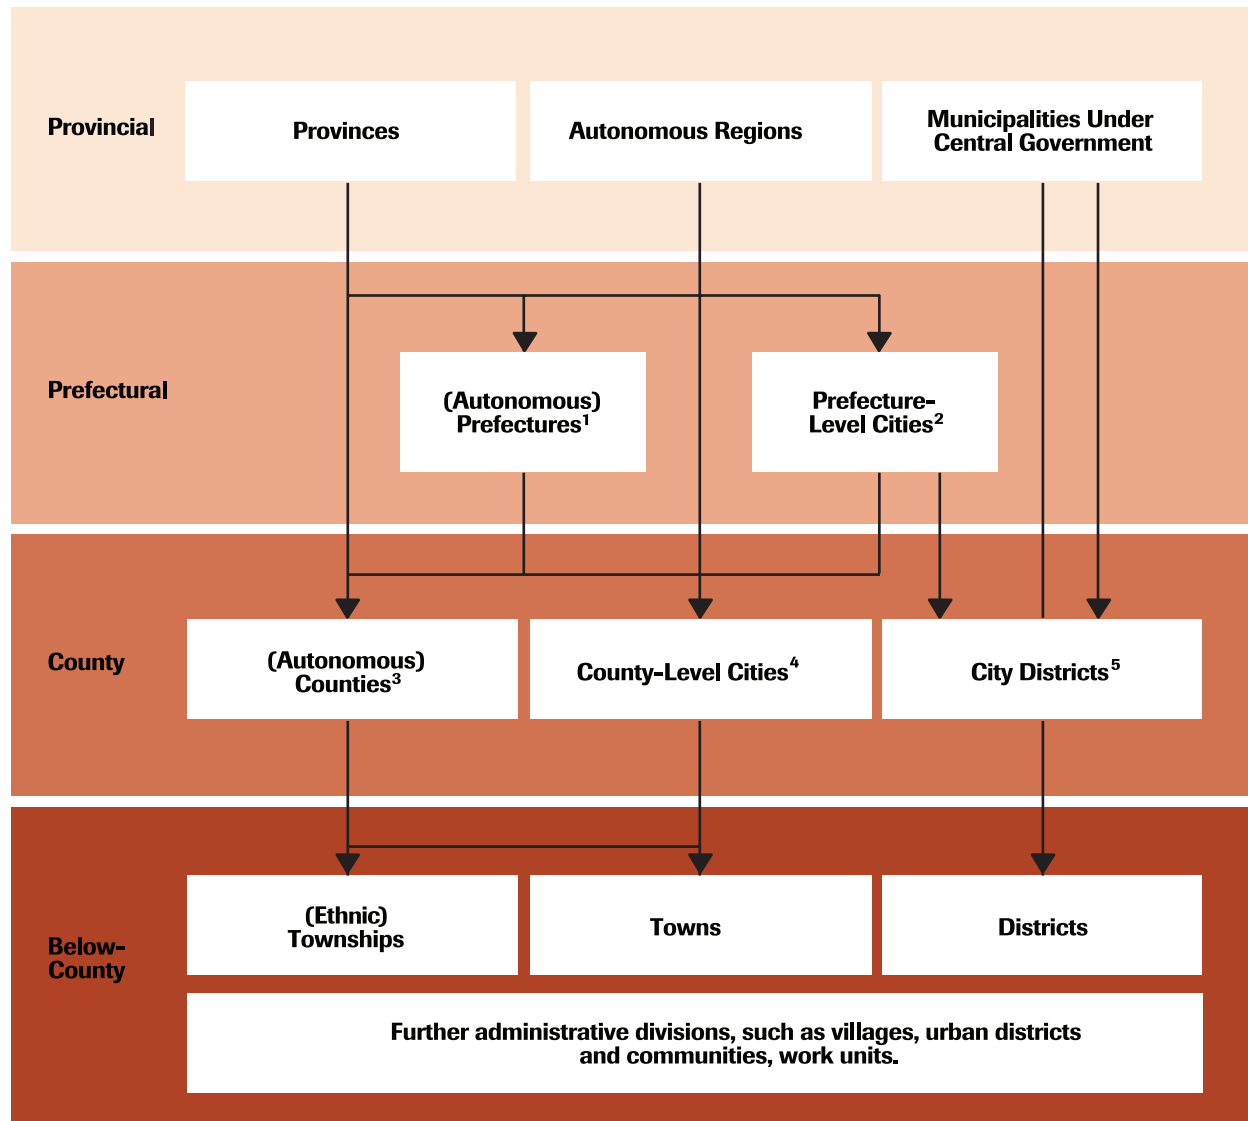 Provincial
Provinces
Autonomous Regions
Municipalities Under
Central Government
Prefectural
(Autonomous)
Prefectures¹
Prefecture-
Level Cities²
County
(Autonomous)
Counties³
County-Level Cities⁴
City Districts⁵
Below-
County
(Ethnic)
Townships
Towns
Districts
Further administrative divisions, such as villages, urban districts
and communities, work units.